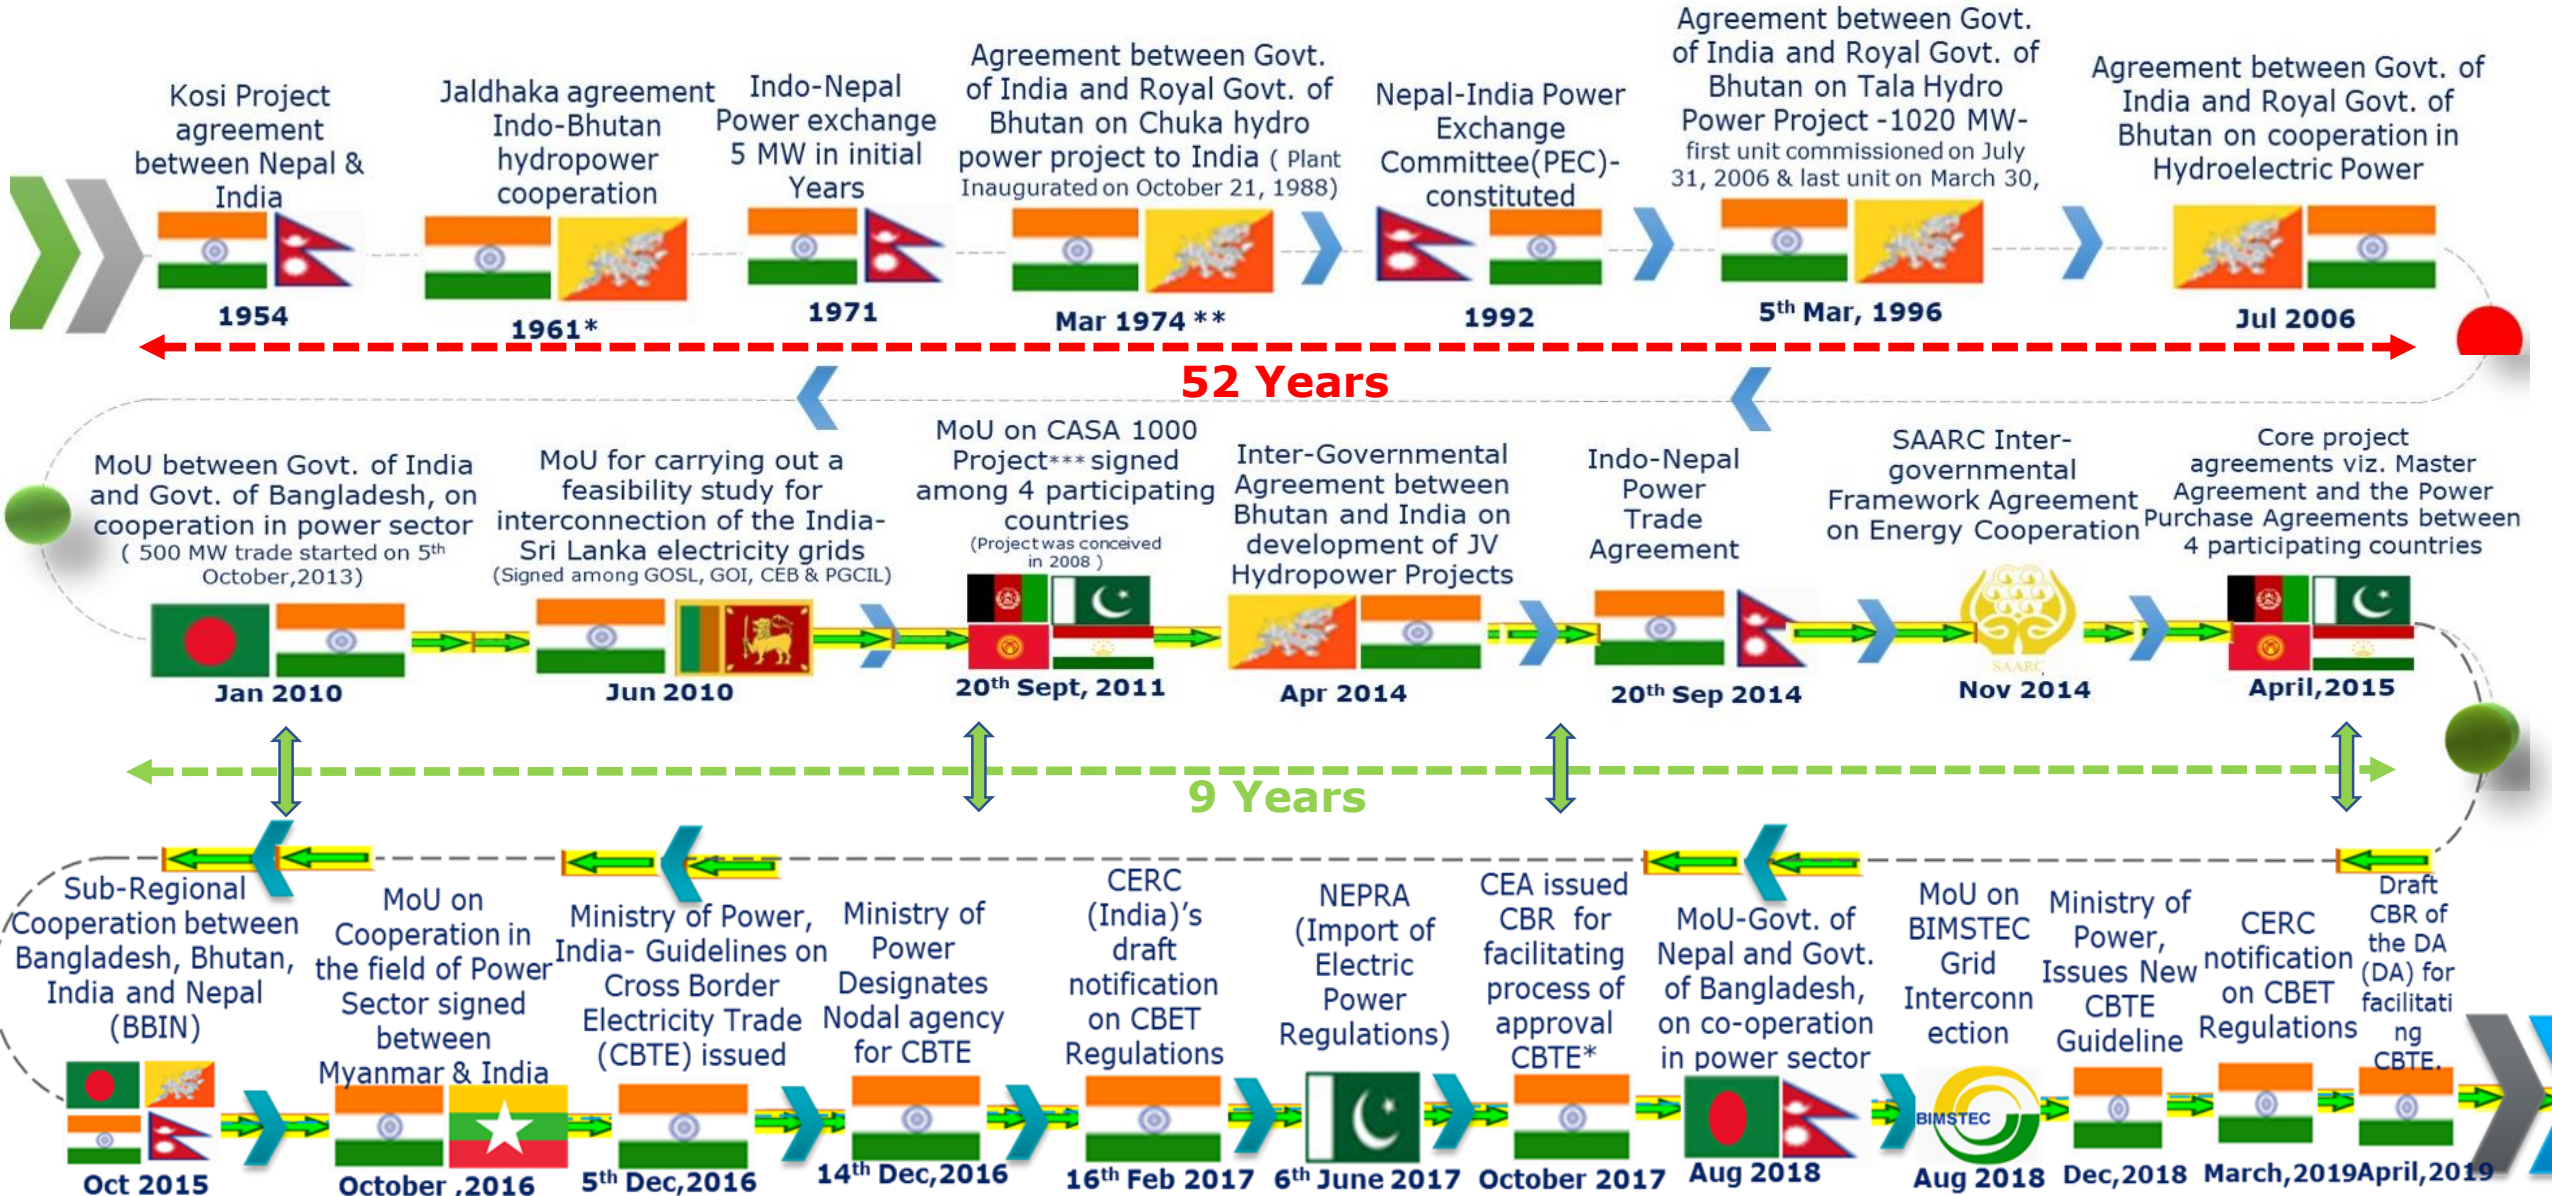 Kosi Project
agreement
between Nepal &
India
1954
Jaldhaka agreement
Indo-Bhutan
hydropower
cooperation
1961*
Indo-Nepal
Power exchange
5 MW in initial
Years
1971
Agreement between Govt.
of India and Royal Govt. of
Bhutan on Chuka hydro
power project to India ( Plant
Inaugurated on October 21, 1988)
Mar 1974 **
Nepal-India Power
Exchange
Committee(PEC)-
constituted
1992
Agreement between Govt.
of India and Royal Govt. of
Bhutan on Tala Hydro
Power Project -1020 MW-
first unit commissioned on July
31, 2006 & last unit on March 30,
5th Mar, 1996
Agreement between Govt. of
India and Royal Govt. of
Bhutan on cooperation in
Hydroelectric Power
Jul 2006
52 Years
MoU between Govt. of India
and Govt. of Bangladesh, on
cooperation in power sector
( 500 MW trade started on 5th
October,2013)
Jan 2010
MoU for carrying out a
feasibility study for
interconnection of the India-
Sri Lanka electricity grids
(Signed among GOSL, GOI, CEB & PGCIL)
Jun 2010
MoU on CASA 1000
Project*** signed
among 4 participating
countries
(Project was conceived
in 2008 )
20th Sept, 2011
Inter-Governmental
Agreement between
Bhutan and India on
development of JV
Hydropower Projects
Apr 2014
Indo-Nepal
Power
Trade
Agreement
20th Sep 2014
SAARC Inter-
governmental
Framework Agreement
on Energy Cooperation
SAARC
Nov 2014
Core project
agreements viz. Master
Agreement and the Power
Purchase Agreements between
4 participating countries
April,2015
9 Years
Sub-Regional
Cooperation between
Bangladesh, Bhutan,
India and Nepal
(BBIN)
Oct 2015
MoU on
Cooperation in
the field of Power
Sector signed
between
Myanmar & India
October ,2016
Ministry of Power,
India- Guidelines on
Cross Border
Electricity Trade
(CBTE) issued
5th Dec,2016
Ministry of
Power
Designates
Nodal agency
for CBTE
14th Dec,2016
CERC
(India)'s
draft
notification
on CBET
Regulations
16th Feb 2017
NEPRA
(Import of
Electric
Power
Regulations)
6th June 2017
CEA issued
CBR for
facilitating
process of
approval
CBTE*
October 2017
MoU-Govt. of
Nepal and Govt.
of Bangladesh,
on co-operation
in power sector
Aug 2018
MoU on
BIMSTEC
Grid
Interconn
ection
BIMSTEC
Aug 2018
Ministry of
Power,
Issues New
CBTE
Guideline
Dec,2018
CERC
notification
on CBET
Regulations
March,2019
Draft
CBR of
the DA
(DA) for
facilitati
ng
CBTE.
April,2019